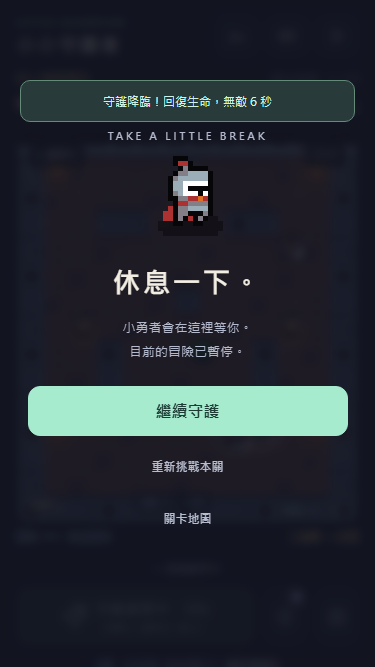 守護降臨！回復生命，無敵 6 秒
TAKE A LITTLE BREAK
休息一下。
小勇者會在這裡等你。
目前的冒險已暫停。
繼續守護
重新挑戰本關
關卡地圖